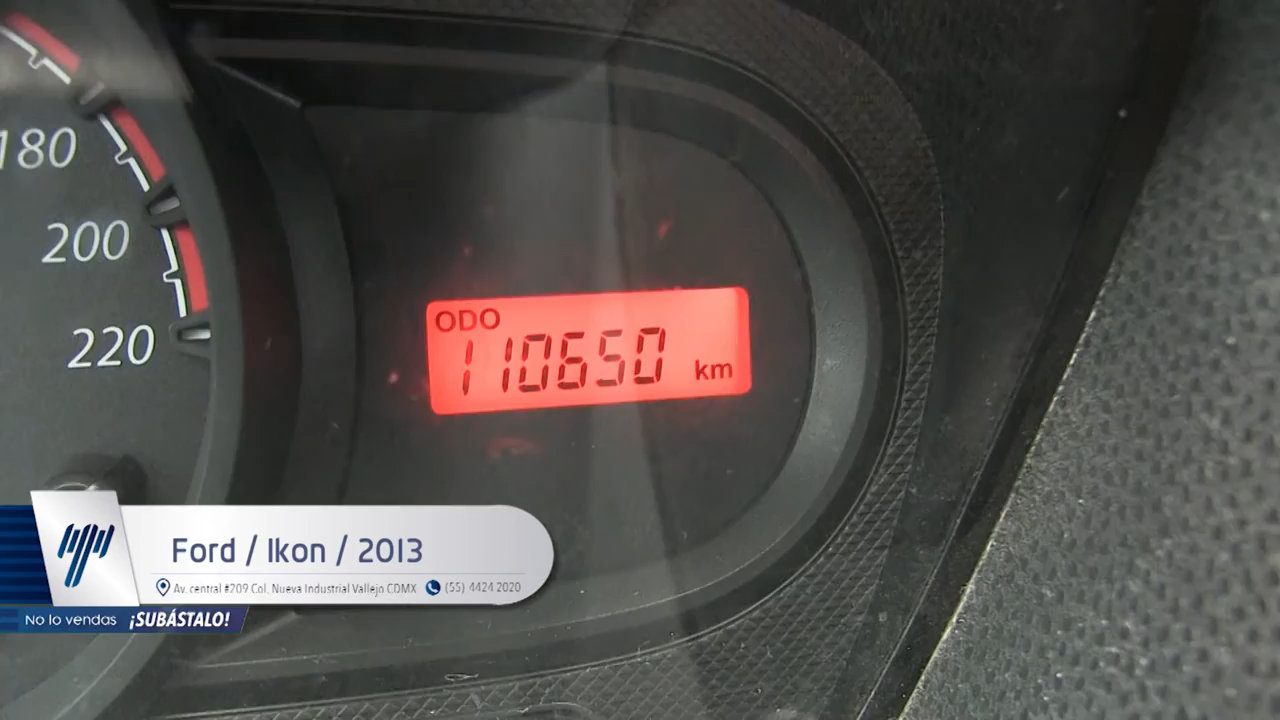 180
200
220
ODO
110650 km
Ford / Ikon / 2013
Av. central #209 Col. Nueva Industrial Vallejo CDMX (55) 4424 2020
No lo vendas ¡SUBÁSTALO!